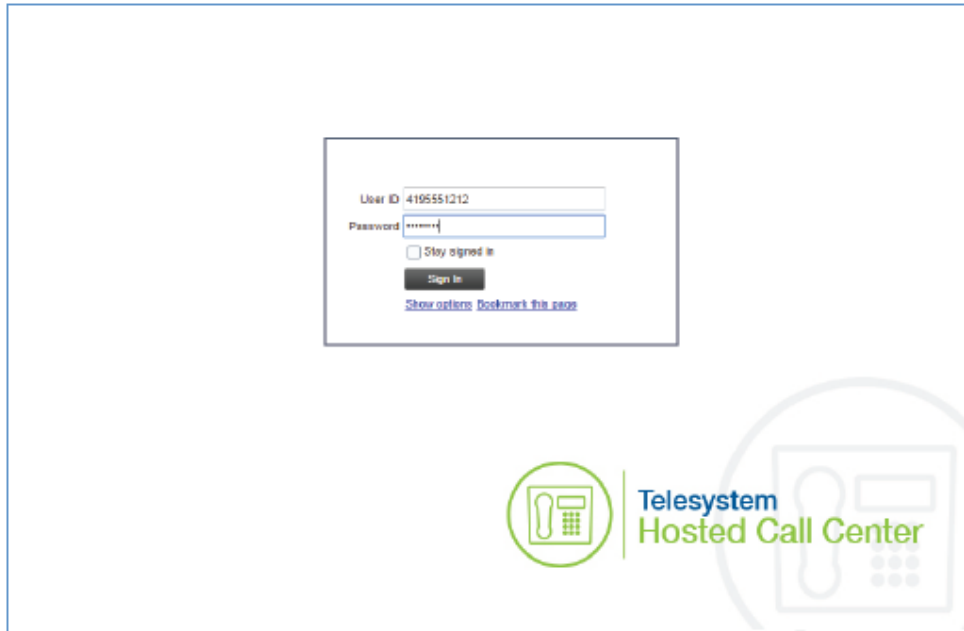 User ID 4195551212
Password ••••••••
Stay signed in
Sign In
Show options Bookmark this page
Telesystem
Hosted Call Center